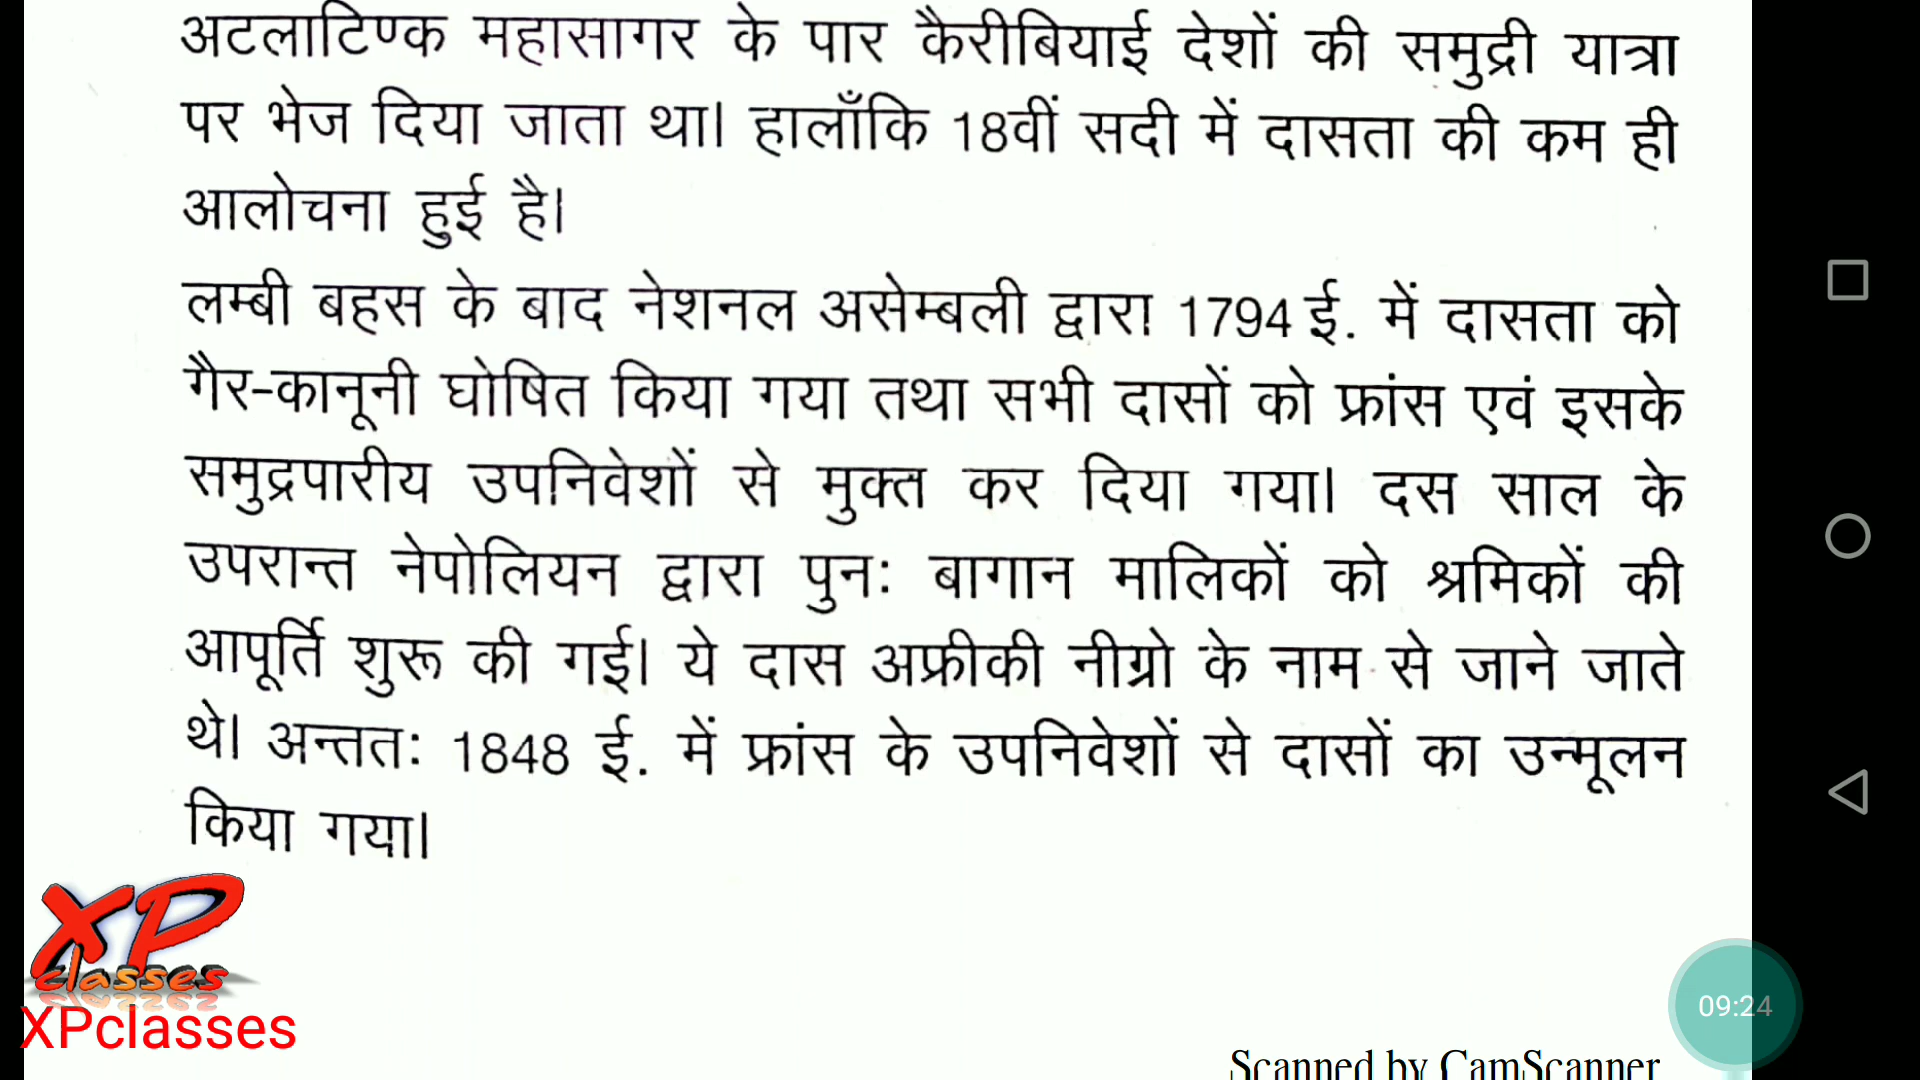 अटलाटिण्क महासागर के पार कैरीबियाई देशों की समुद्री यात्रा
पर भेज दिया जाता था। हालाँकि 18वीं सदी में दासता की कम ही
आलोचना हुई है।
लम्बी बहस के बाद नेशनल असेम्बली द्वारा 1794 ई. में दासता को
गैर-कानूनी घोषित किया गया तथा सभी दासों को फ्रांस एवं इसके
समुद्रपारीय उपनिवेशों से मुक्त कर दिया गया। दस साल के
उपरान्त नेपोलियन द्वारा पुनः बागान मालिकों को श्रमिकों की
आपूर्ति शुरू की गई। ये दास अफ्रीकी नीग्रो के नाम से जाने जाते
थे। अन्ततः 1848 ई. में फ्रांस के उपनिवेशों से दासों का उन्मूलन
किया गया।
XP
classes
XPclasses
09:24
Scanned by CamScanner